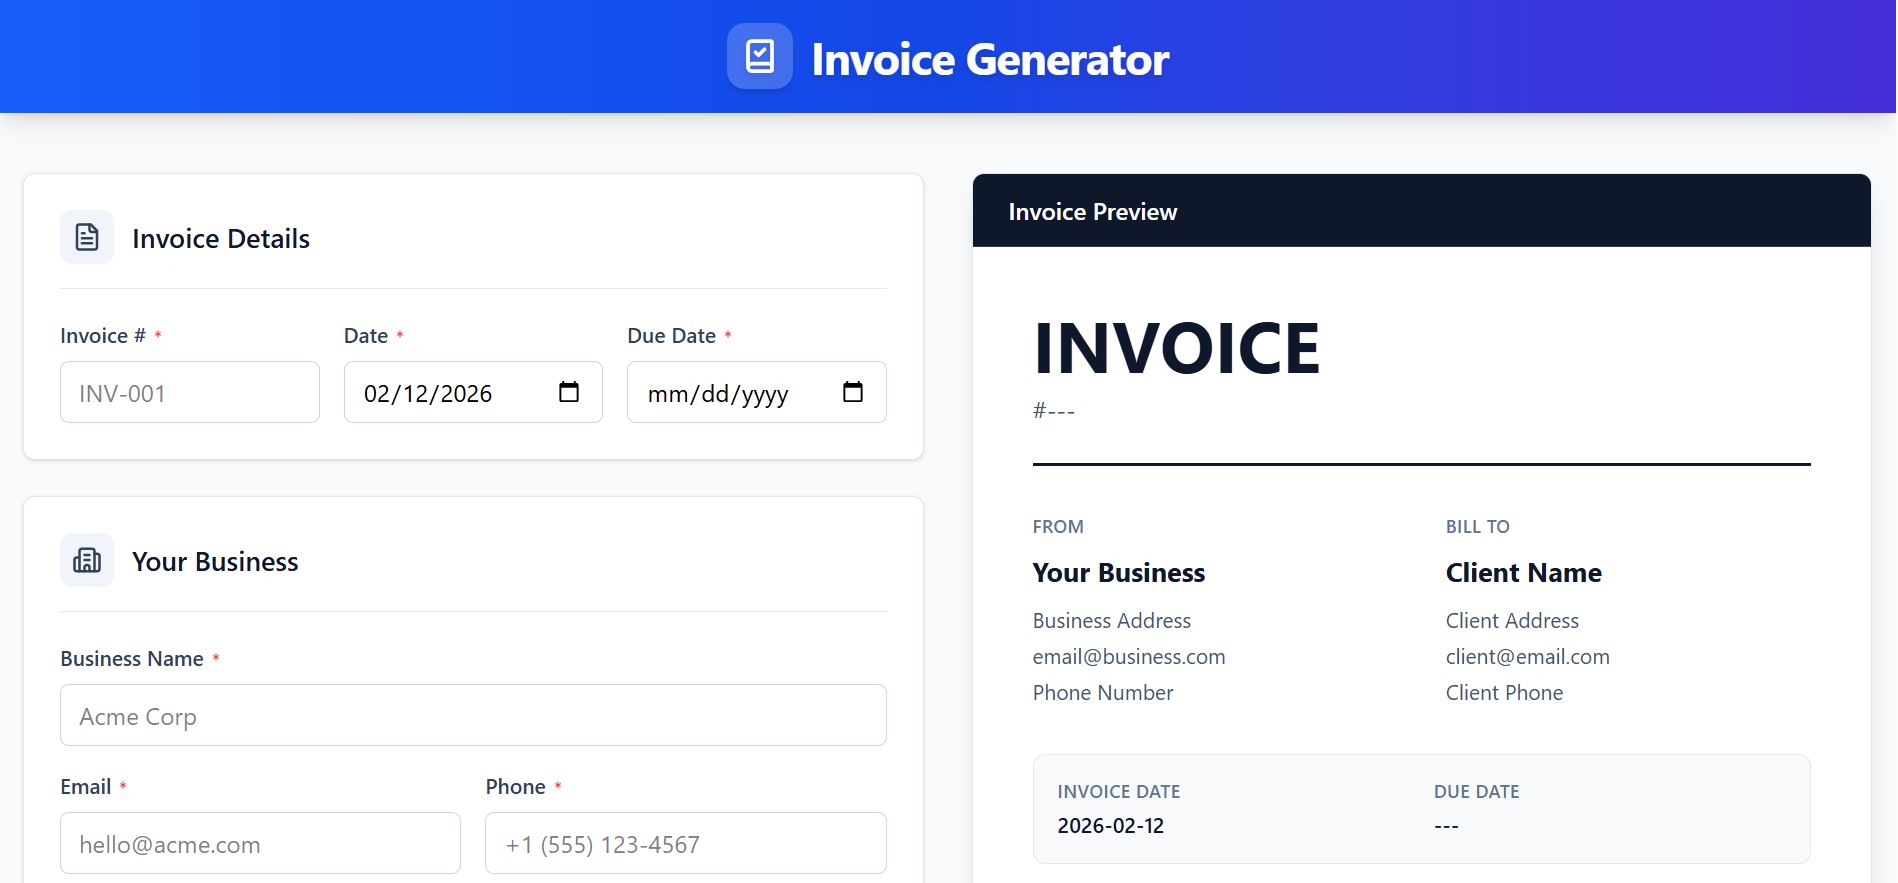 Invoice Generator
Invoice Details
Invoice # *
Date *
Due Date *
INV-001
02/12/2026
mm/dd/yyyy
Your Business
Business Name *
Acme Corp
Email *
Phone *
hello@acme.com
+1 (555) 123-4567
Invoice Preview
INVOICE
#---
FROM
Your Business
Business Address
email@business.com
Phone Number
BILL TO
Client Name
Client Address
client@email.com
Client Phone
INVOICE DATE
2026-02-12
DUE DATE
---